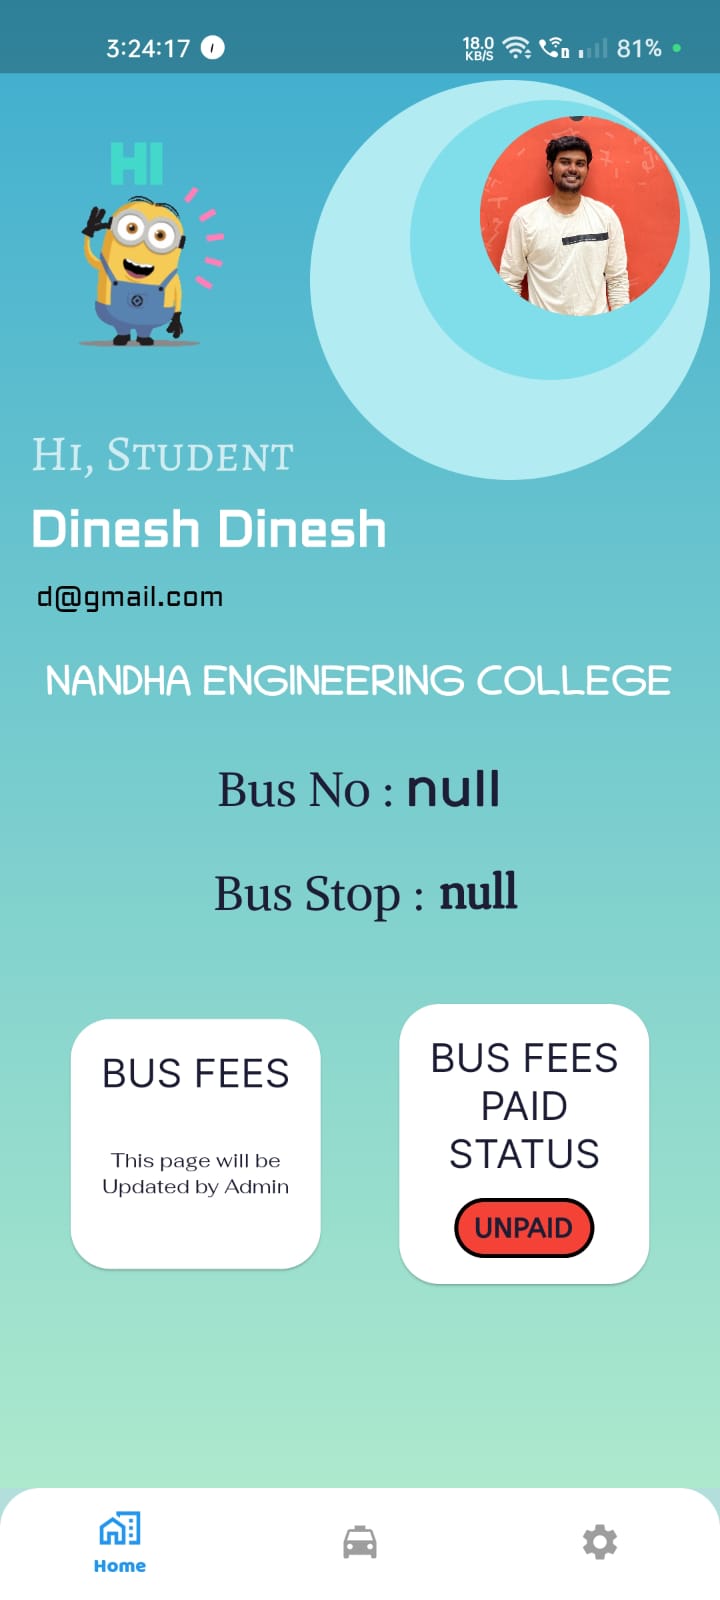 3:24:17
18.0
KB/S
81%
HI
Hi, Student
Dinesh Dinesh
d@gmail.com
NANDHA ENGINEERING COLLEGE
Bus No : null
Bus Stop : null
BUS FEES
This page will be
Updated by Admin
BUS FEES
PAID
STATUS
UNPAID
Home